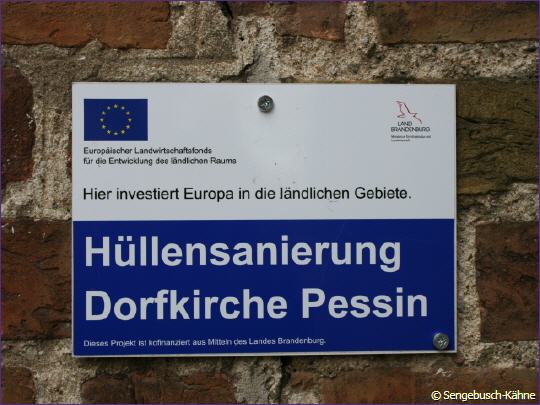 Europäischer Landwirtschaftsfonds
für die Entwicklung des ländlichen Raums
LAND
BRANDENBURG
Hier investiert Europa in die ländlichen Gebiete.
Hüllensanierung
Dorfkirche Pessin
Dieses Projekt ist kofinanziert aus Mitteln des Landes Brandenburg.
© Sengebusch-Kähne